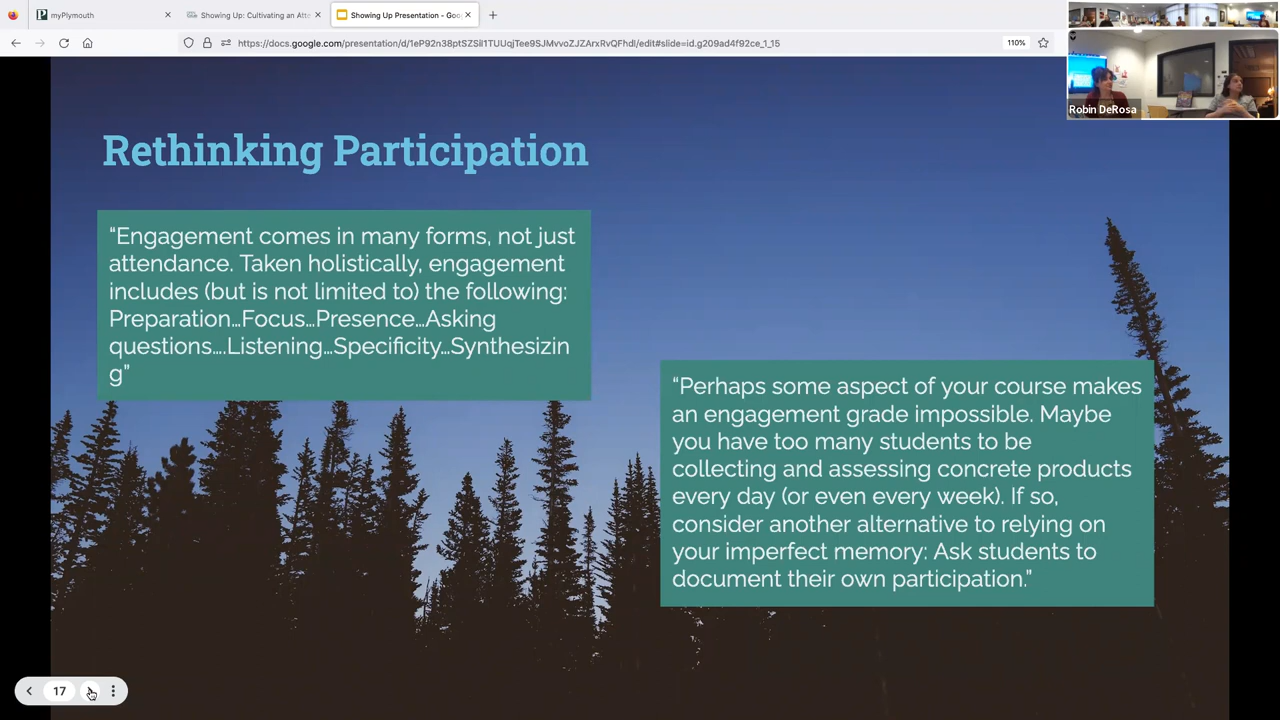 myPlymouth
Showing Up: Cultivating an Atte
Showing Up Presentation - Goo
https://docs.google.com/presentation/d/1eP92n38ptSZSil1TUUqjTee9SJMvvoZJZArxRvQFhdI/edit#slide=id.g209ad4f92ce_1_15
110%
Robin DeRosa
Rethinking Participation
“Engagement comes in many forms, not just
attendance. Taken holistically, engagement
includes (but is not limited to) the following:
Preparation…Focus…Presence…Asking
questions….Listening…Specificity…Synthesizin
g”
“Perhaps some aspect of your course makes
an engagement grade impossible. Maybe
you have too many students to be
collecting and assessing concrete products
every day (or even every week). If so,
consider another alternative to relying on
your imperfect memory: Ask students to
document their own participation.”
17